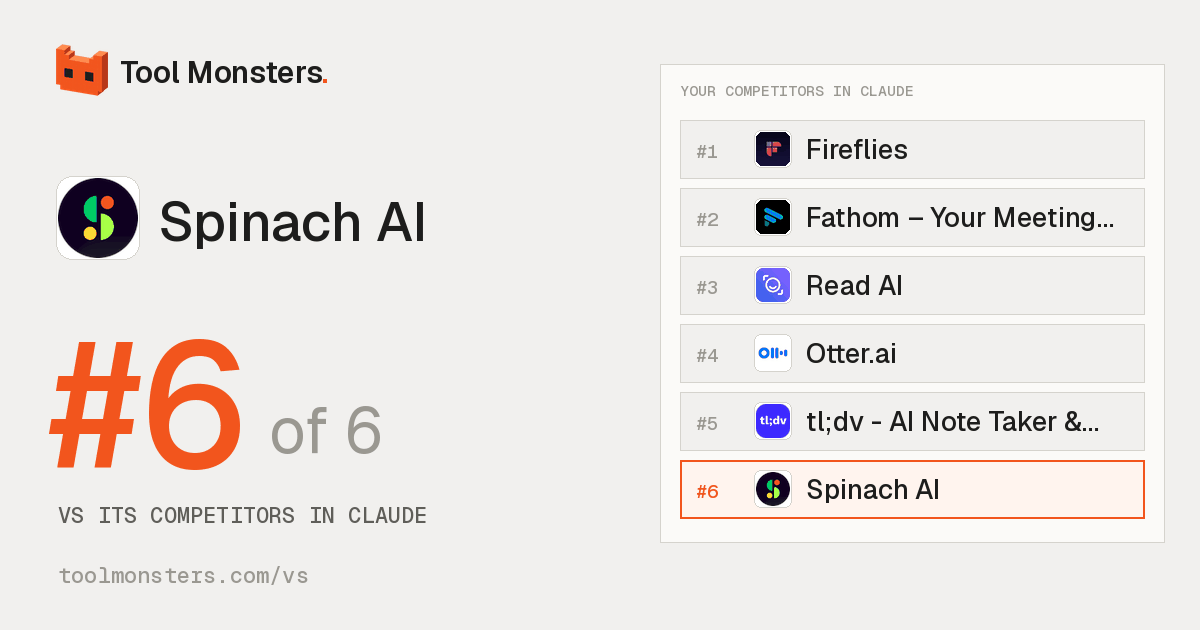 Tool Monsters.
Spinach AI
#6 of 6
VS ITS COMPETITORS IN CLAUDE
toolmonsters.com/vs
YOUR COMPETITORS IN CLAUDE
#1 Fireflies
#2 Fathom – Your Meeting...
#3 Read AI
#4 Otter.ai
#5 tl;dv tl;dv - AI Note Taker &...
#6 Spinach AI